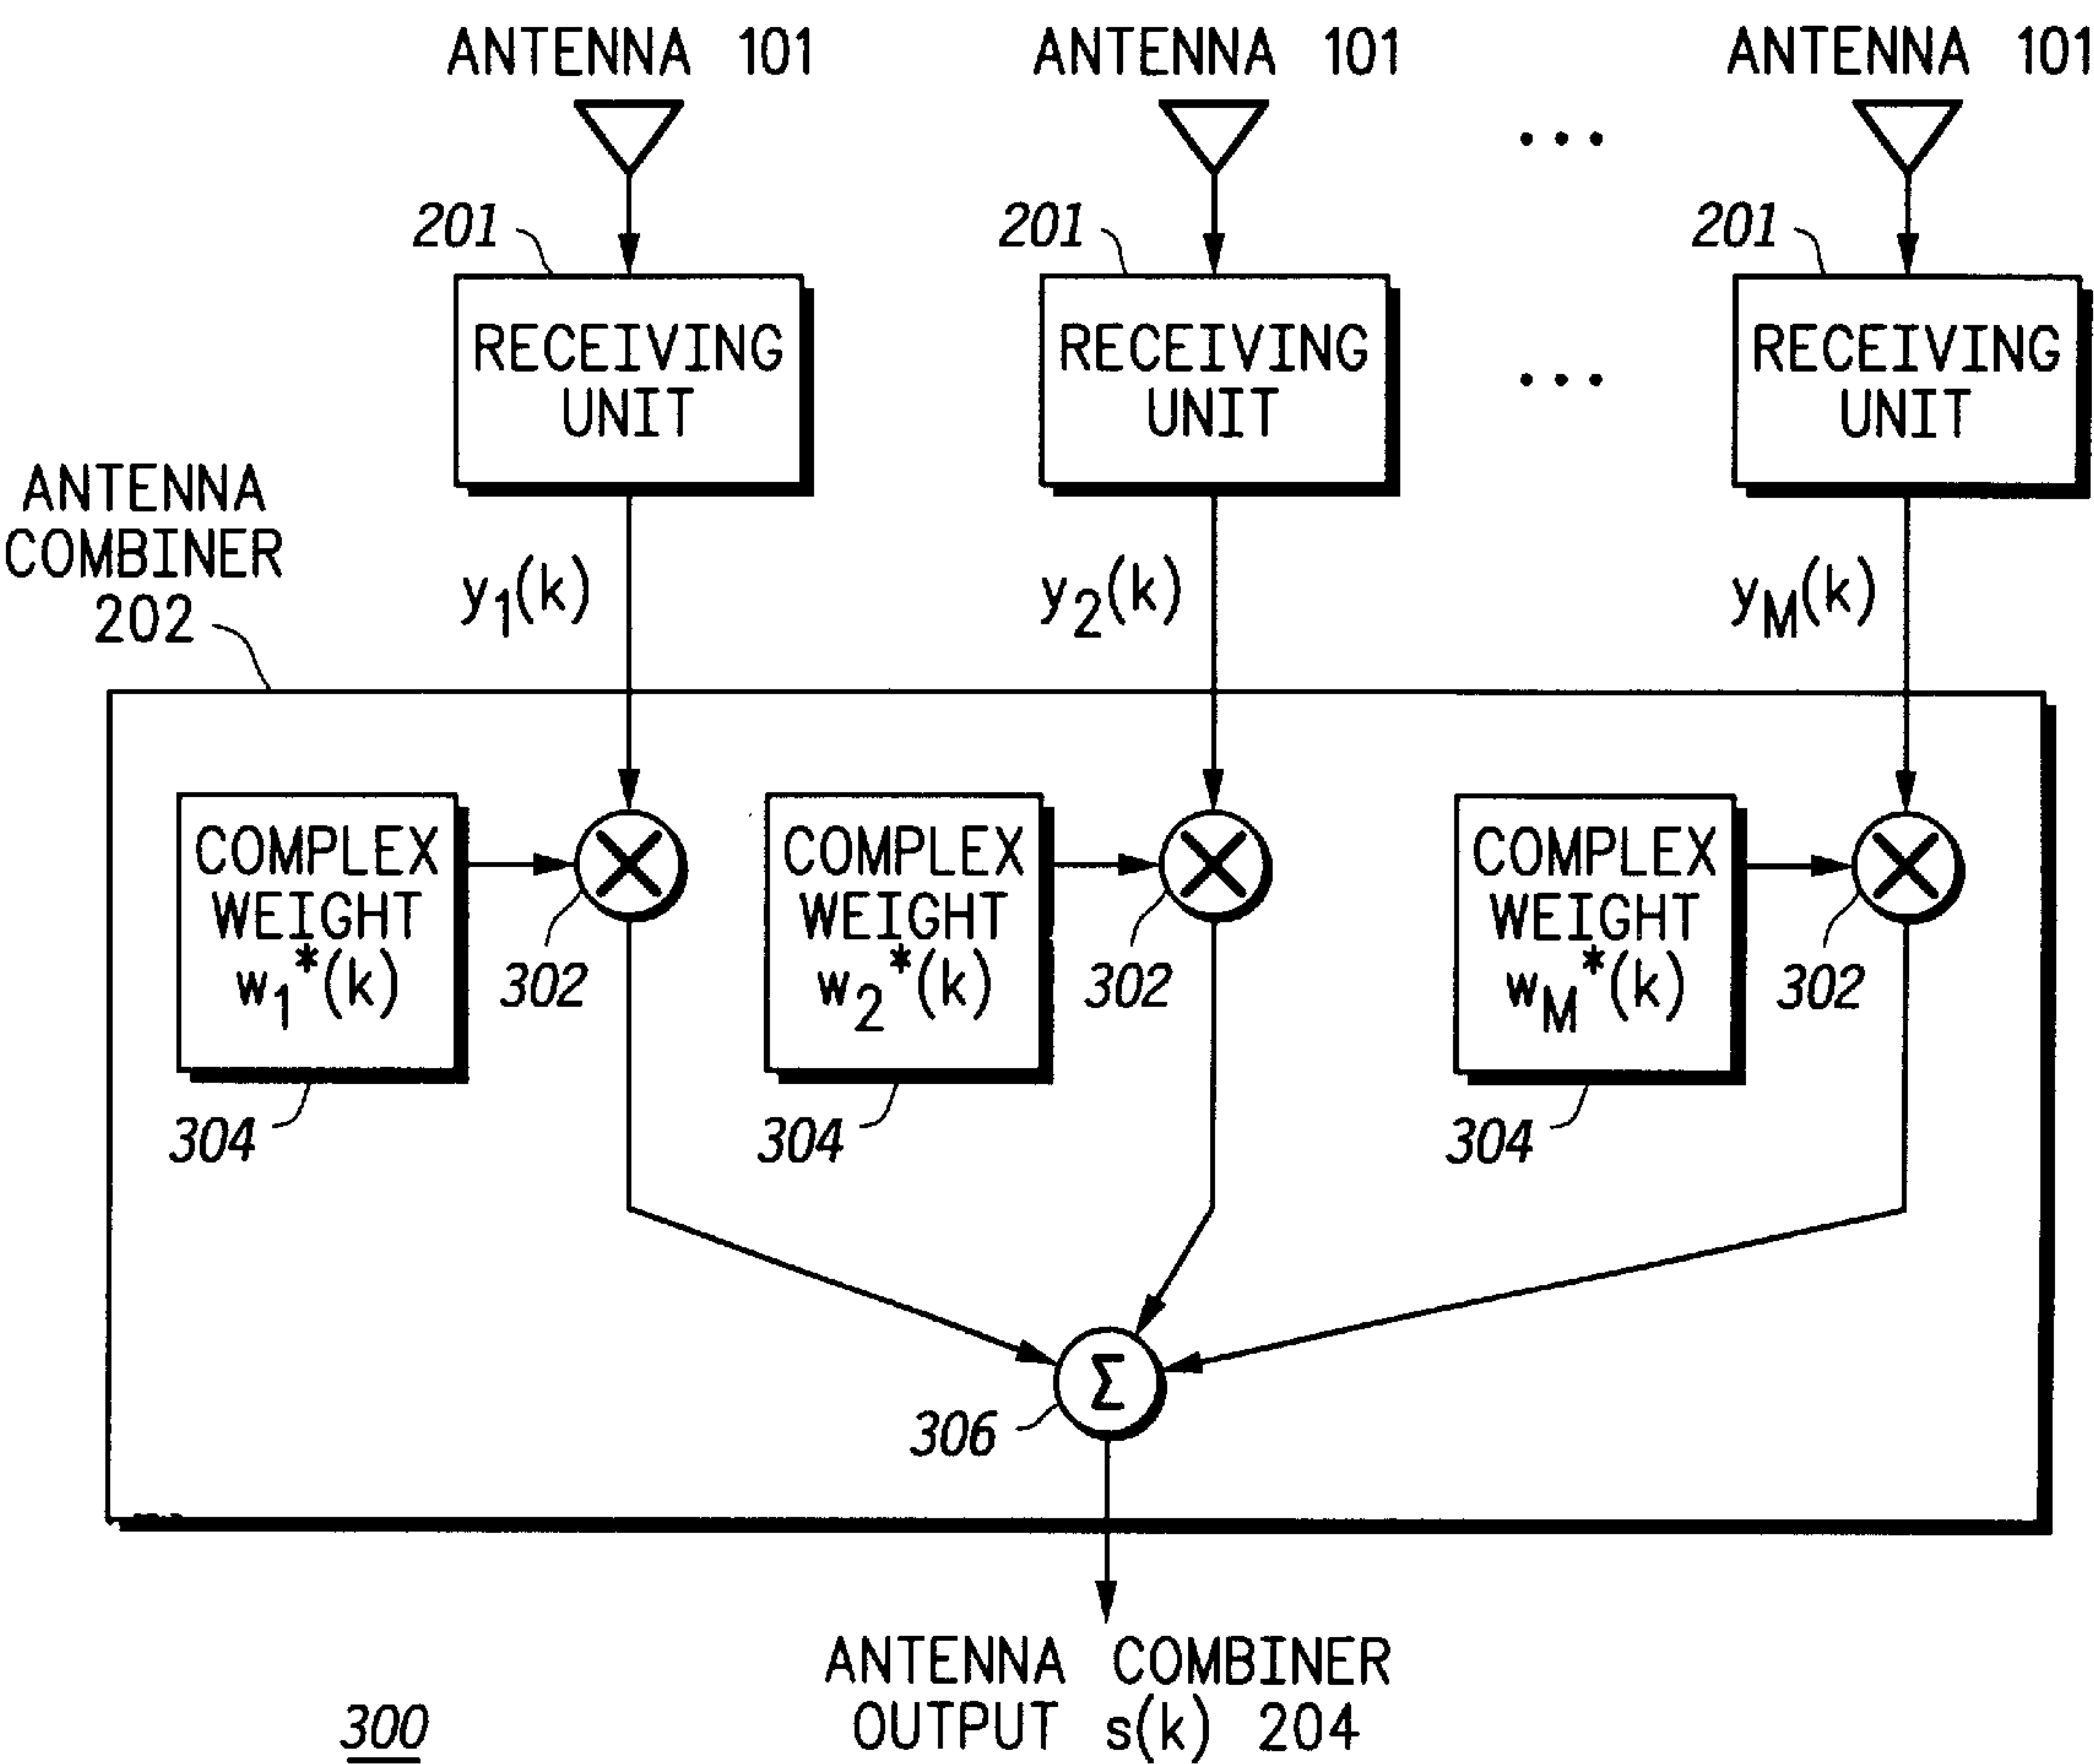 ANTENNA 101
ANTENNA 101
ANTENNA 101
...
201
201
201
RECEIVING
UNIT
RECEIVING
UNIT
...
RECEIVING
UNIT
ANTENNA
COMBINER
202
y1(k)
y2(k)
yM(k)
COMPLEX
WEIGHT
w1*(k)
302
COMPLEX
WEIGHT
w2*(k)
302
COMPLEX
WEIGHT
wM*(k)
302
304
304
304
Σ
306
ANTENNA COMBINER
OUTPUT s(k) 204
300